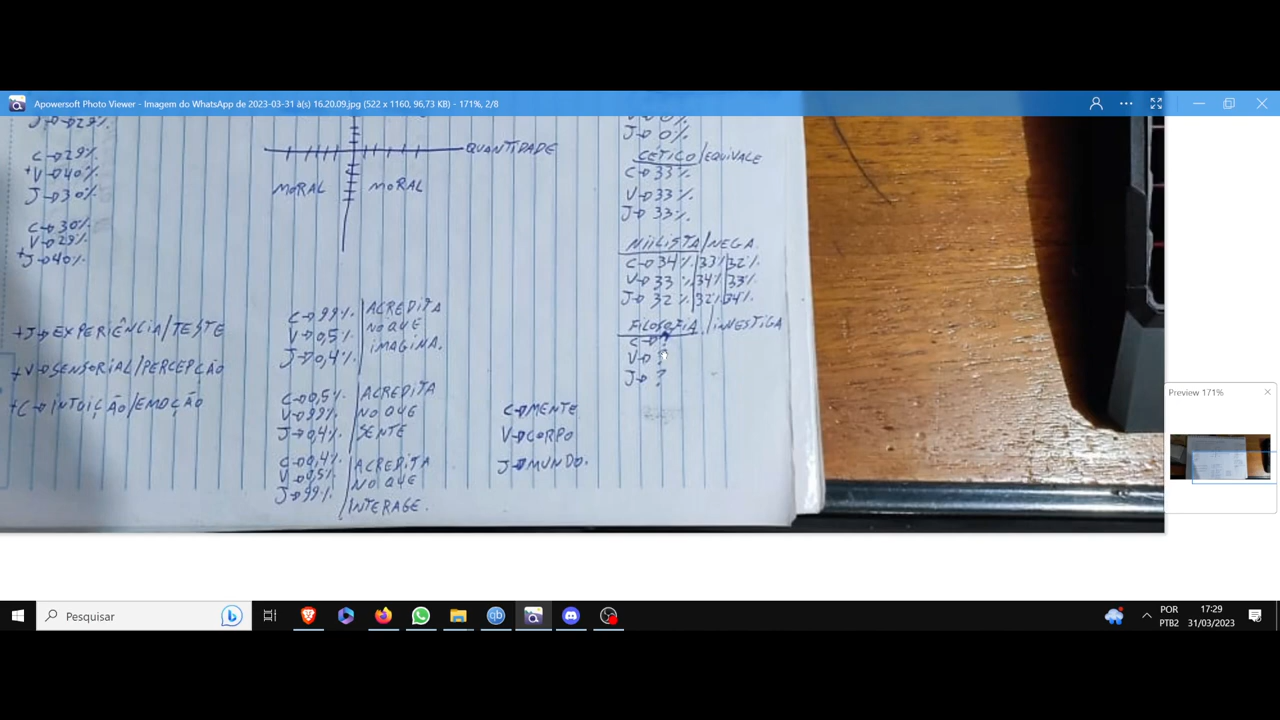 Apowersoft Photo Viewer - Imagem do WhatsApp de 2023-03-31 à(s) 16.20.09.jpg (522 x 1160, 96,73 KB) - 171%, 2/8
J→29%.
C→29%.
+V→40%.
J→30%.
C→30%.
V→29%.
+J→40%.
+J→EXPERIÊNCIA/TESTE
+V→SENSORIAL/PERCEPÇÃO
+C→INTUIÇÃO/EMOÇÃO
QUANTIDADE
MORAL MORAL
C→99%. ACREDITA
V→0,5%. NO QUE
J→0,4%. IMAGINA.
C→0,5%. ACREDITA
V→99%. NO QUE
J→0,4%. SENTE
C→0,4%. ACREDITA
V→0,5%. NO QUE
J→99%. INTERAGE.
C→MENTE
V→CORPO
J→MUNDO.
V→0%.
J→0%.
CÉTICO/EQUIVALE
C→33%.
V→33%.
J→33%.
NIILISTA/NEGA.
C→34%.|33%|32%.
V→33%.|34%|33%.
J→32%.|32%|34%.
FILOSOFIA/INVESTIGA
C→?
V→?
J→?
Preview 171%
Pesquisar
POR
PTB2
17:29
31/03/2023